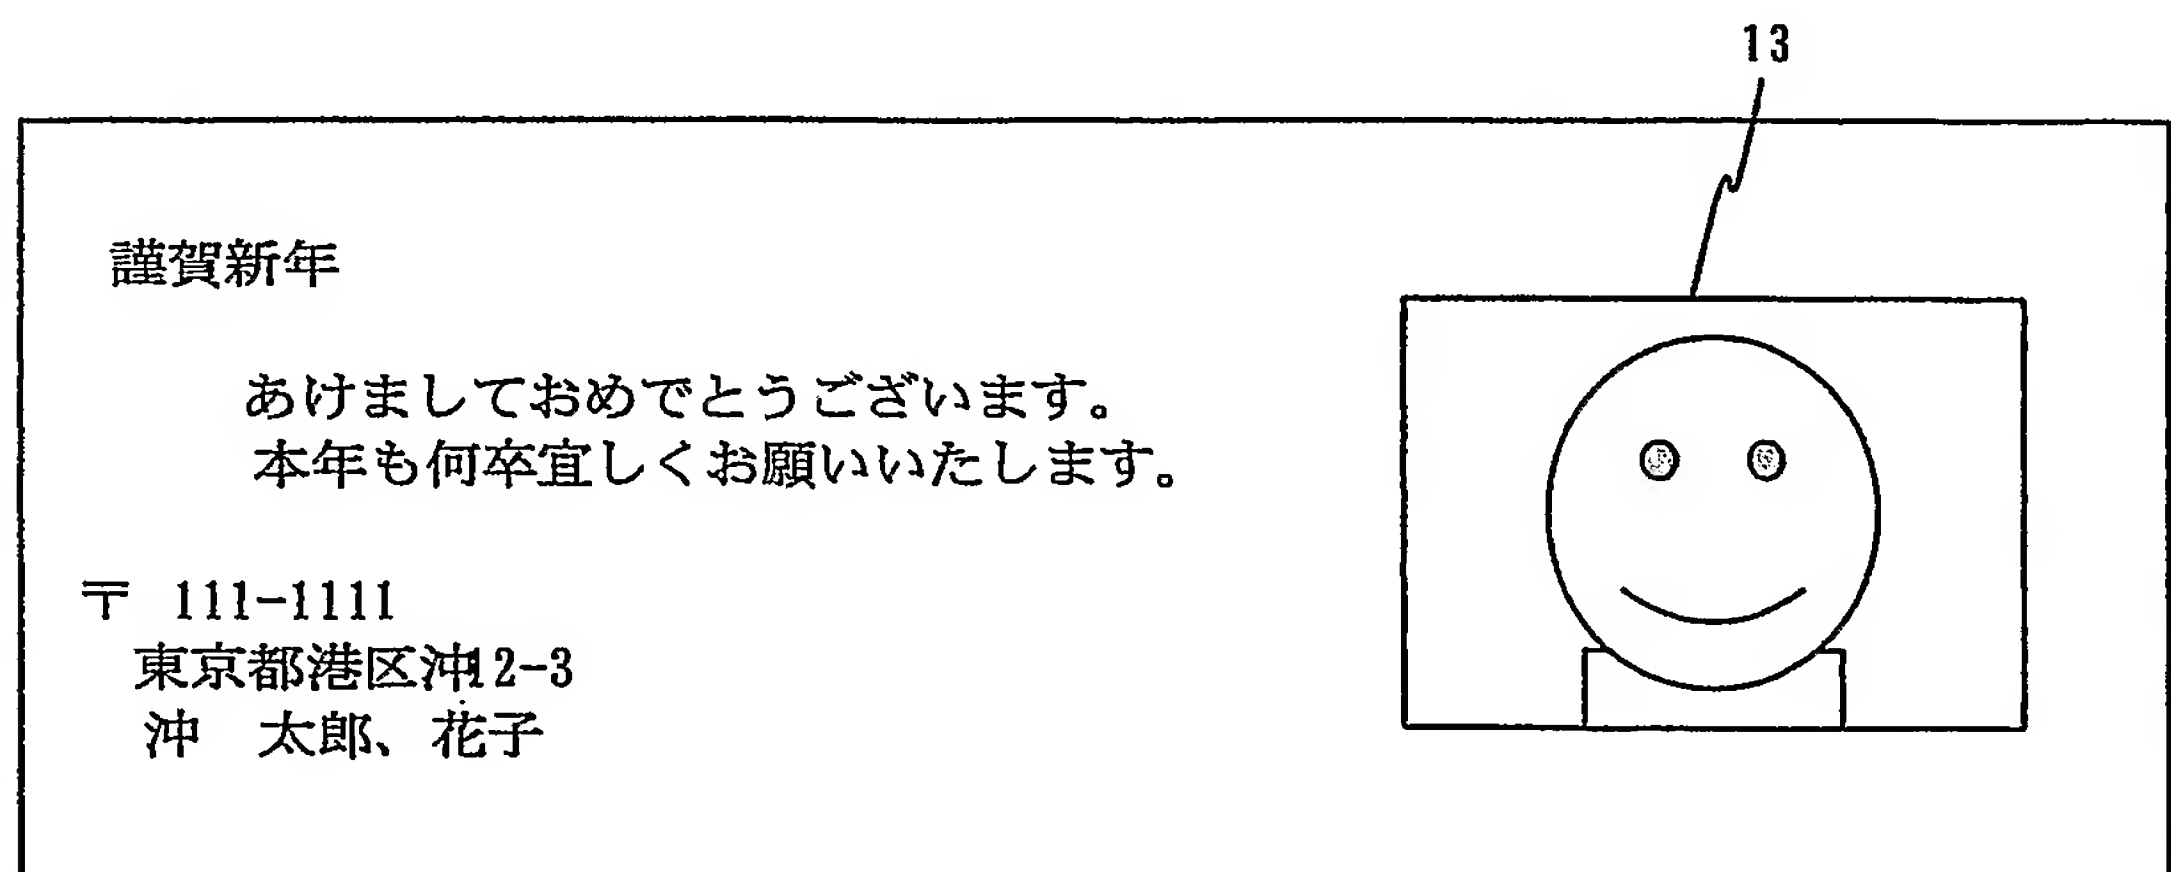 13
謹賀新年
あけましておめでとうございます。
本年も何卒宜しくお願いいたします。
〒 111-1111
東京都港区沖12-3
沖 太郎、花子